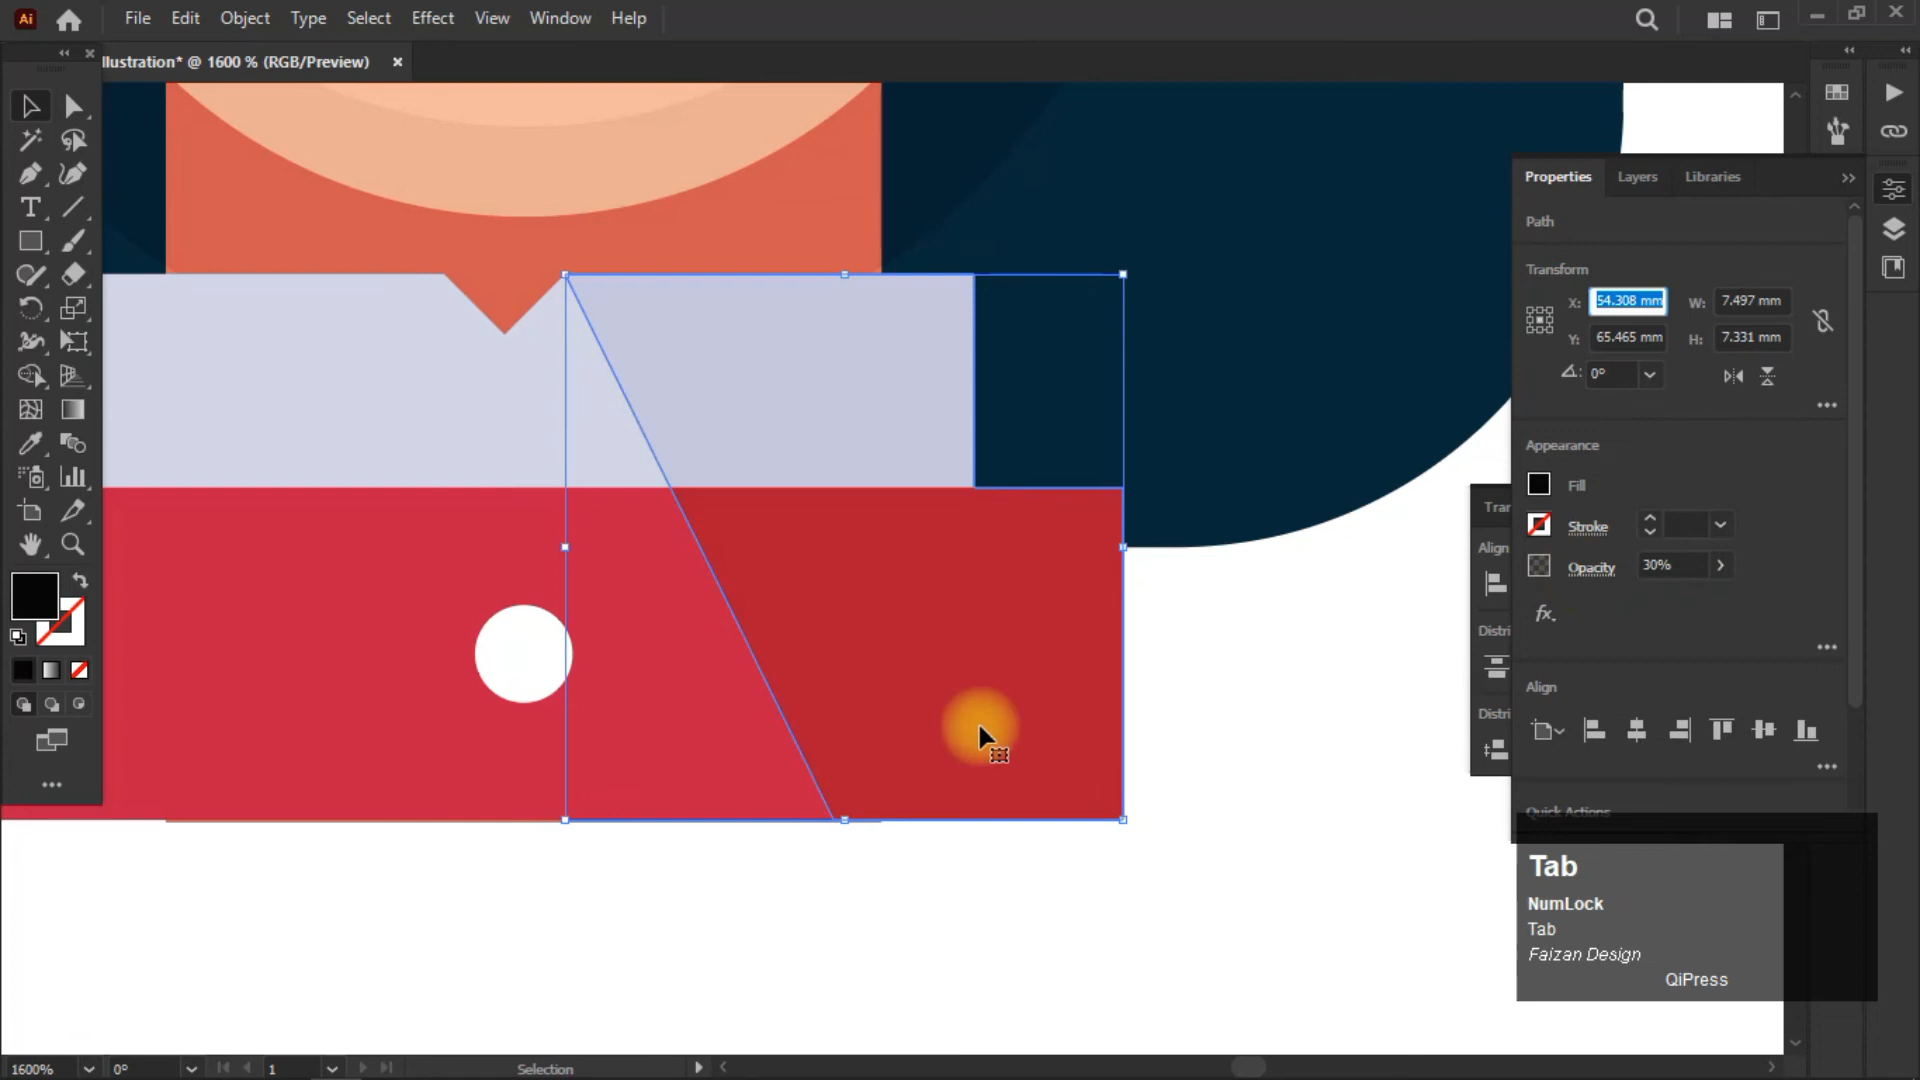 Ai File Edit Object Type Select Effect View Window Help
llustration* @ 1600 % (RGB/Preview)
Properties Layers Libraries
Path
Transform
X: 54.308 mm W: 7.497 mm
Y: 65.465 mm H: 7.331 mm
0°
Appearance
Fill
Tran
Stroke
Align
Opacity 30%
fx.
Distri
Align
Distri
Quick Actions
Tab
NumLock
Tab
Faizan Design
QiPress
1600% 0° 1 Selection